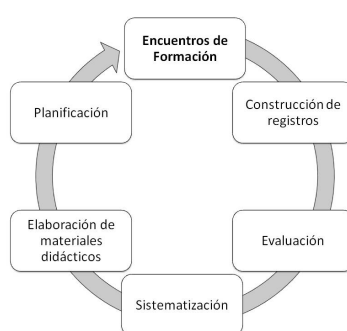 Encuentros de
Formación
Construcción de
registros
Evaluación
Sistematización
Elaboración de
materiales
didácticos
Planificación